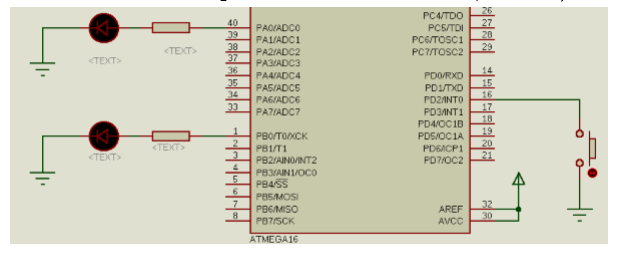 PC4/TDO 26
40 PA0/ADC0 PC5/TDI 27
39 PA1/ADC1 PC6/TOSC1 28
38 PA2/ADC2 PC7/TOSC2 29
<TEXT> <TEXT>
37 PA3/ADC3
36 PA4/ADC4 PD0/RXD 14
35 PA5/ADC5 PD1/TXD 15
34 PA6/ADC6 PD2/INT0 16
33 PA7/ADC7 PD3/INT1 17
PD4/OC1B 18
1 PB0/T0/XCK PD5/OC1A 19
2 PB1/T1 PD6/ICP1 20
<TEXT> <TEXT>
3 PB2/AIN0/INT2 PD7/OC2 21
4 PB3/AIN1/OC0
5 PB4/SS
6 PB5/MOSI
7 PB6/MISO AREF 32
8 PB7/SCK AVCC 30
ATMEGA16